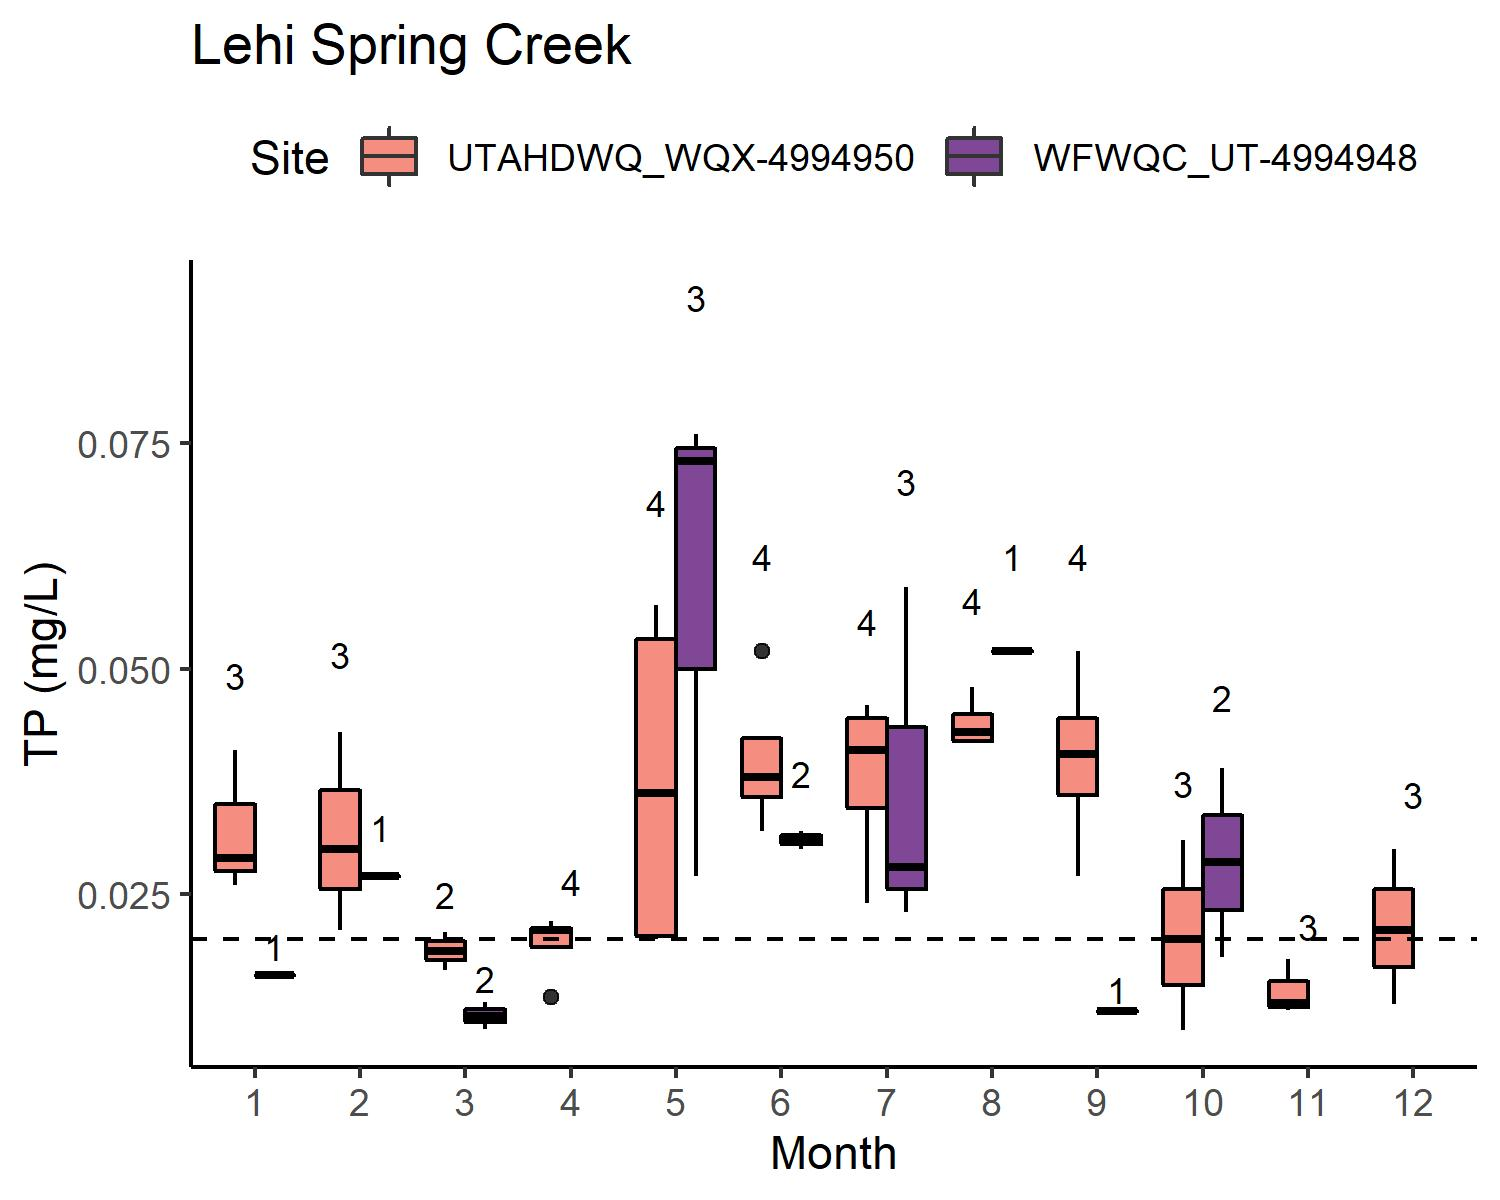 Lehi Spring Creek
Site UTAHDWQ_WQX-4994950 WFWQC_UT-4994948
3
0.075
3
4
4 1 4
4 4
3 3 0.050
2
2 3 3
1
2 4 0.025
1 3
2 1
1 2 3 4 5 6 7 8 9 10 11 12
Month
TP (mg/L)